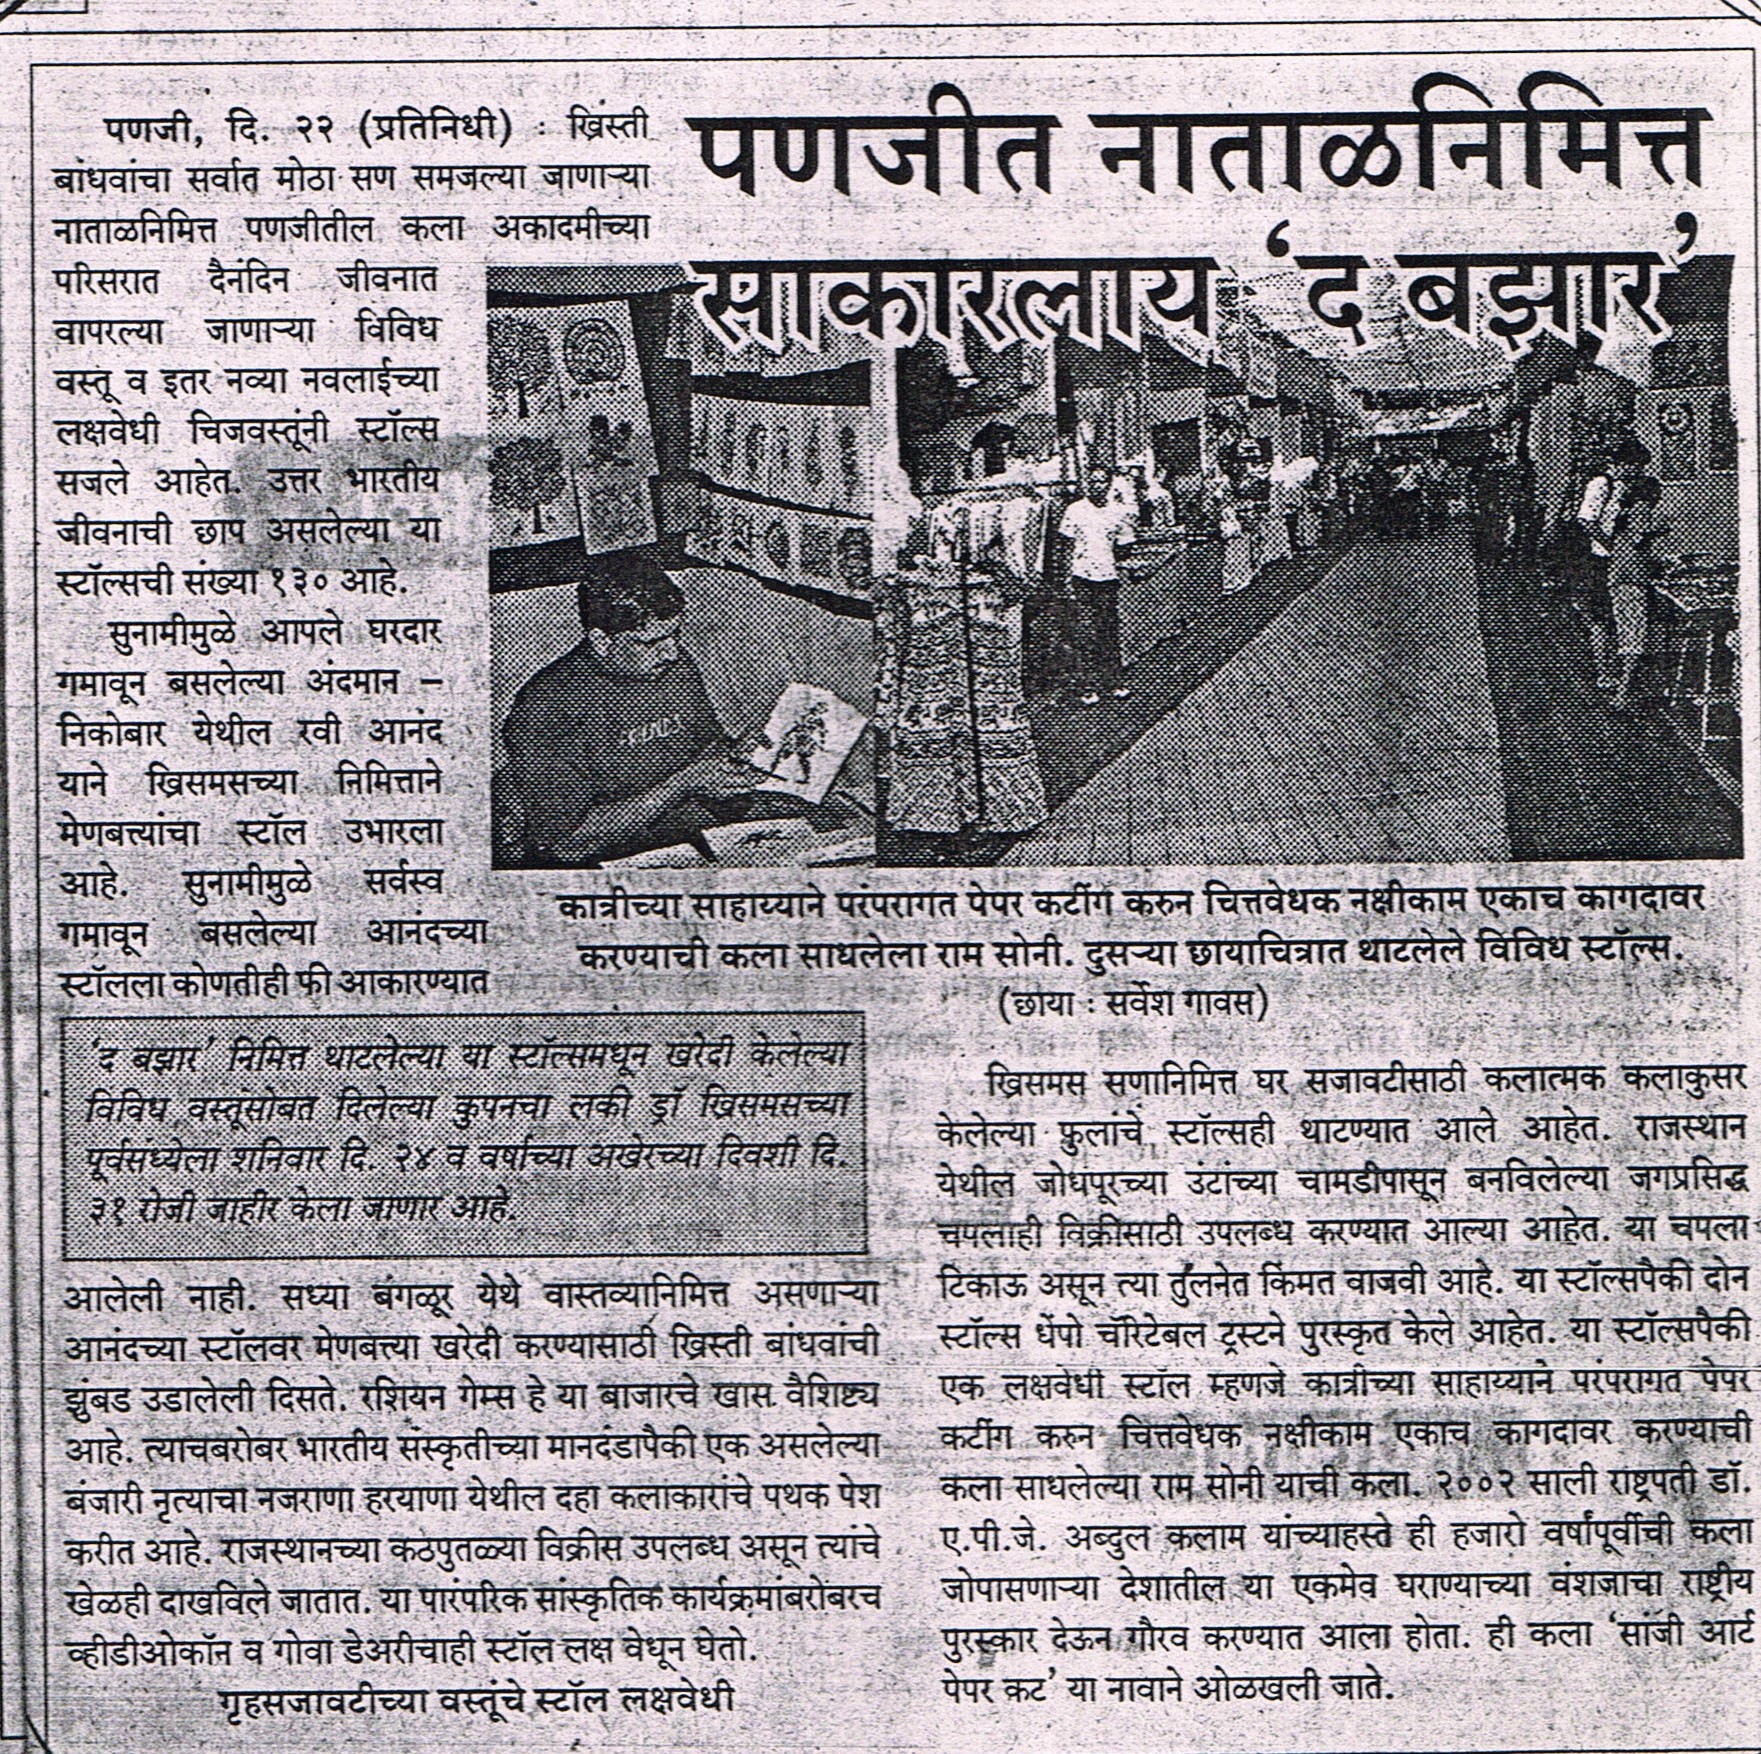 पणजीत नाताळनिमित्त
साकारलाय ‘द बझार’
पणजी, दि. २२ (प्रतिनिधी) : ख्रिस्ती
बांधवांचा सर्वात मोठा सण समजल्या जाणाऱ्या
नाताळनिमित्त पणजीतील कला अकादमीच्या
परिसरात दैनंदिन जीवनात
वापरल्या जाणाऱ्या विविध
वस्तू व इतर नव्या नवलाईच्या
लक्षवेधी चिजवस्तूंनी स्टॉल्स
सजले आहेत. उत्तर भारतीय
जीवनाची छाप असलेल्या या
स्टॉल्सची संख्या १३० आहे.
सुनामीमुळे आपले घरदार
गमावून बसलेल्या अंदमान –
निकोबार येथील रवी आनंद
याने ख्रिसमसच्या निमित्ताने
मेणबत्त्यांचा स्टॉल उभारला
आहे. सुनामीमुळे सर्वस्व
गमावून बसलेल्या आनंदच्या
स्टॉलला कोणतीही फी आकारण्यात
कात्रीच्या साहाय्याने परंपरागत पेपर कटींग करुन चित्तवेधक नक्षीकाम एकाच कागदावर
करण्याची कला साधलेला राम सोनी. दुसऱ्या छायाचित्रात थाटलेले विविध स्टॉल्स.
(छाया : सर्वेश गावस)
‘द बझार’ निमित्त थाटलेल्या या स्टॉल्समधून खरेदी केलेल्या
विविध वस्तूंसोबत दिलेल्या कुपनचा लकी ड्रॉ ख्रिसमसच्या
पूर्वसंध्येला शनिवार दि. २४ व वर्षाच्या अखेरच्या दिवशी दि.
३१ रोजी जाहीर केला जाणार आहे.
आलेली नाही. सध्या बंगळूर येथे वास्तव्यानिमित्त असणाऱ्या
आनंदच्या स्टॉलवर मेणबत्त्या खरेदी करण्यासाठी ख्रिस्ती बांधवांची
झुंबड उडालेली दिसते. रशियन गेम्स हे या बाजारचे खास वैशिष्ट्य
आहे. त्याचबरोबर भारतीय संस्कृतीच्या मानदंडापैकी एक असलेल्या
बंजारी नृत्याचा नजराणा हरयाणा येथील दहा कलाकारांचे पथक पेश
करीत आहे. राजस्थानच्या कठपुतळ्या विक्रीस उपलब्ध असून त्यांचे
खेळही दाखविले जातात. या पारंपरिक सांस्कृतिक कार्यक्रमांबरोबरच
व्हीडीओकॉन व गोवा डेअरीचाही स्टॉल लक्ष वेधून घेतो.
गृहसजावटीच्या वस्तूंचे स्टॉल लक्षवेधी
ख्रिसमस सणानिमित्त घर सजावटीसाठी कलात्मक कलाकुसर
केलेल्या फुलांचे स्टॉल्सही थाटण्यात आले आहेत. राजस्थान
येथील जोधपूरच्या उंटांच्या चामडीपासून बनविलेल्या जगप्रसिद्ध
चपलाही विक्रीसाठी उपलब्ध करण्यात आल्या आहेत. या चपला
टिकाऊ असून त्या तुलनेत किंमत वाजवी आहे. या स्टॉल्सपैकी दोन
स्टॉल्स धेंपो चॅरिटेबल ट्रस्टने पुरस्कृत केले आहेत. या स्टॉल्सपैकी
एक लक्षवेधी स्टॉल म्हणजे कात्रीच्या साहाय्याने परंपरागत पेपर
कटींग करुन चित्तवेधक नक्षीकाम एकाच कागदावर करण्याची
कला साधलेल्या राम सोनी याची कला. २००२ साली राष्ट्रपती डॉ.
ए.पी.जे. अब्दुल कलाम यांच्याहस्ते ही हजारो वर्षांपूर्वीची कला
जोपासणाऱ्या देशातील या एकमेव घराण्याच्या वंशजाचा राष्ट्रीय
पुरस्कार देऊन गौरव करण्यात आला होता. ही कला ‘सांजी आर्ट
पेपर कट’ या नावाने ओळखली जाते.